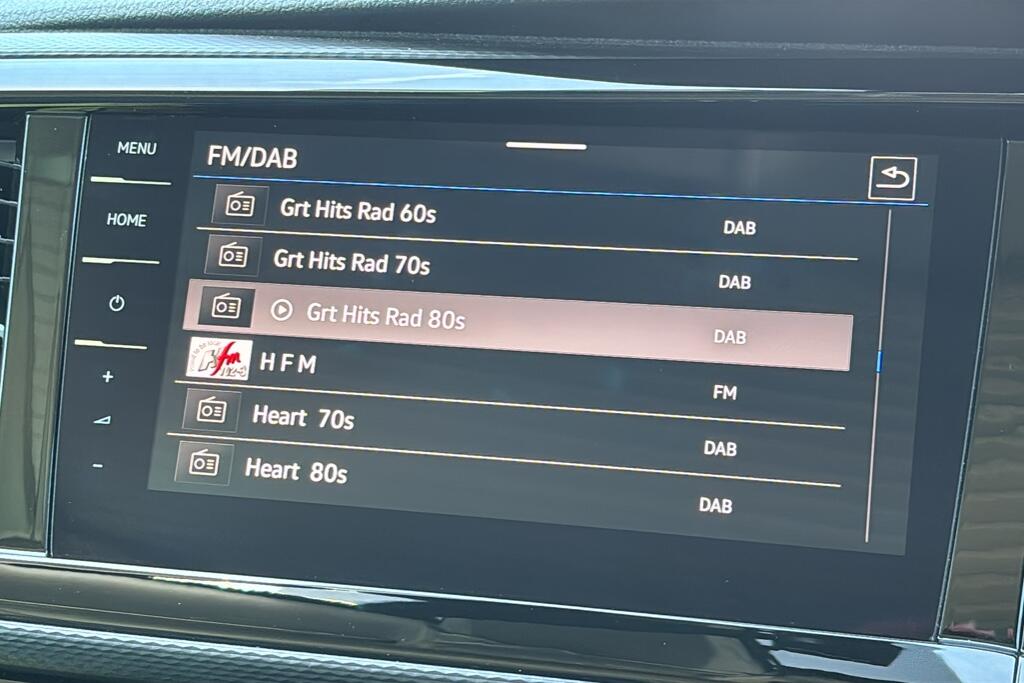 MENU
FM/DAB
Grt Hits Rad 60s DAB
HOME
Grt Hits Rad 70s DAB
Grt Hits Rad 80s DAB
fm
H F M FM
Heart 70s DAB
Heart 80s DAB